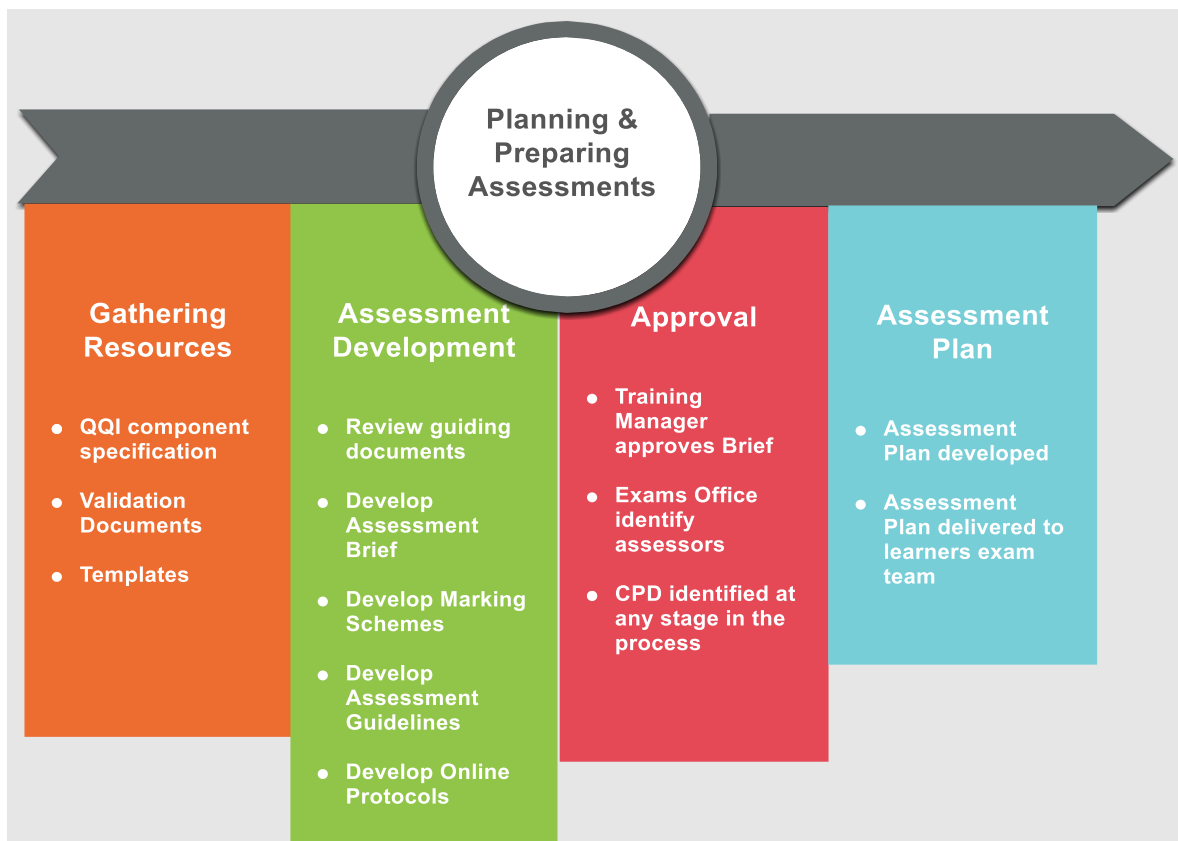 Planning &
Preparing
Assessments
Gathering
Resources
● QQI component
specification
● Validation
Documents
● Templates
Assessment
Development
● Review guiding
documents
● Develop
Assessment
Brief
● Develop Marking
Schemes
● Develop
Assessment
Guidelines
● Develop Online
Protocols
Approval
● Training
Manager
approves Brief
● Exams Office
identify
assessors
● CPD identified at
any stage in the
process
Assessment
Plan
● Assessment
Plan developed
● Assessment
Plan delivered to
learners exam
team